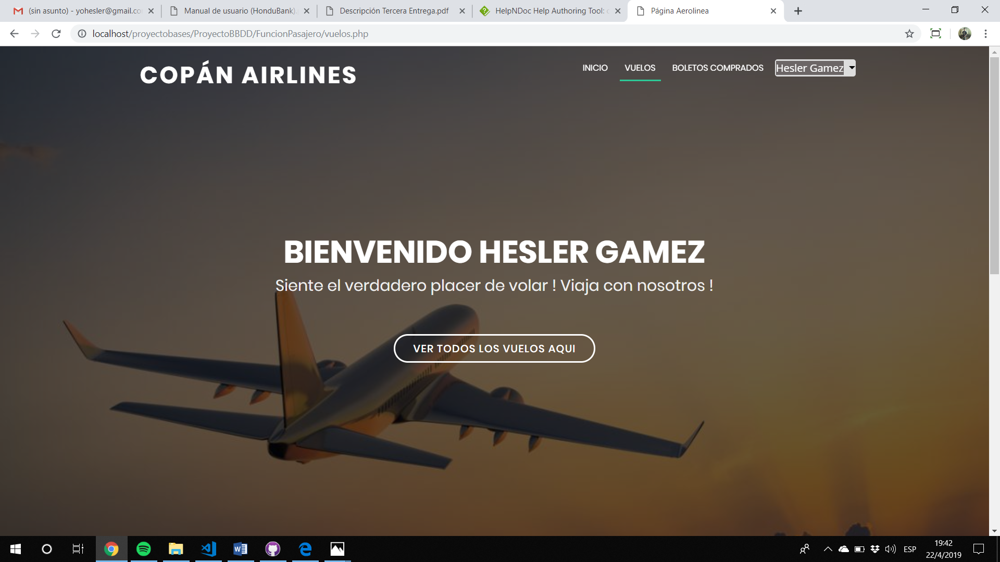 (sin asunto) - yohesler@gmail.co
Manual de usuario (HonduBank).
Descripción Tercera Entrega.pdf
HelpNDoc Help Authoring Tool: c
Página Aerolinea
localhost/proyectobases/ProyectoBBDD/FuncionPasajero/vuelos.php
COPÁN AIRLINES
INICIO
VUELOS
BOLETOS COMPRADOS
Hesler Gamez
BIENVENIDO HESLER GAMEZ
Siente el verdadero placer de volar ! Viaja con nosotros !
VER TODOS LOS VUELOS AQUI
ESP
19:42
22/4/2019